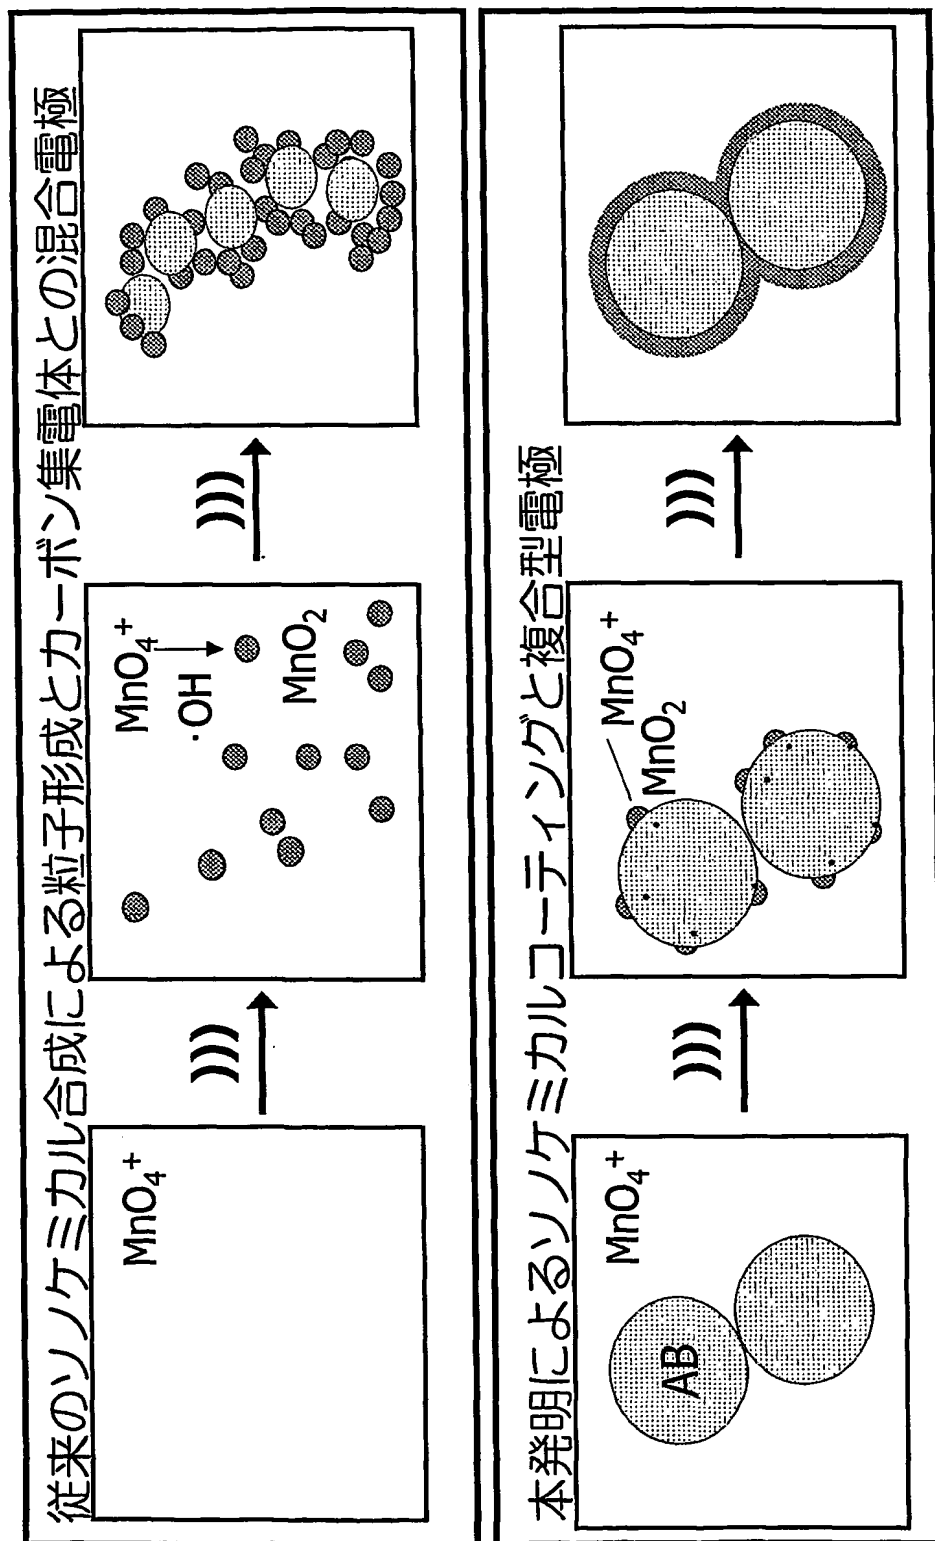 従来のソノケミカル合成による粒子形成とカーボン集電体との混合電極
MnO₄⁺
MnO₄⁺
·OH
MnO₂
本発明によるソノケミカルコーティングと複合型電極
AB
MnO₄⁺
MnO₄⁺
MnO₂